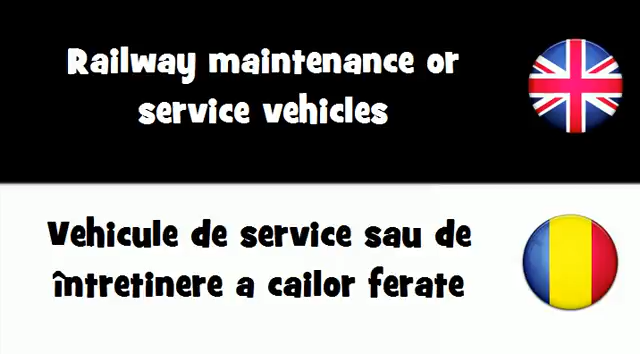 Railway maintenance or
service vehicles
Vehicule de service sau de
întretinere a cailor ferate